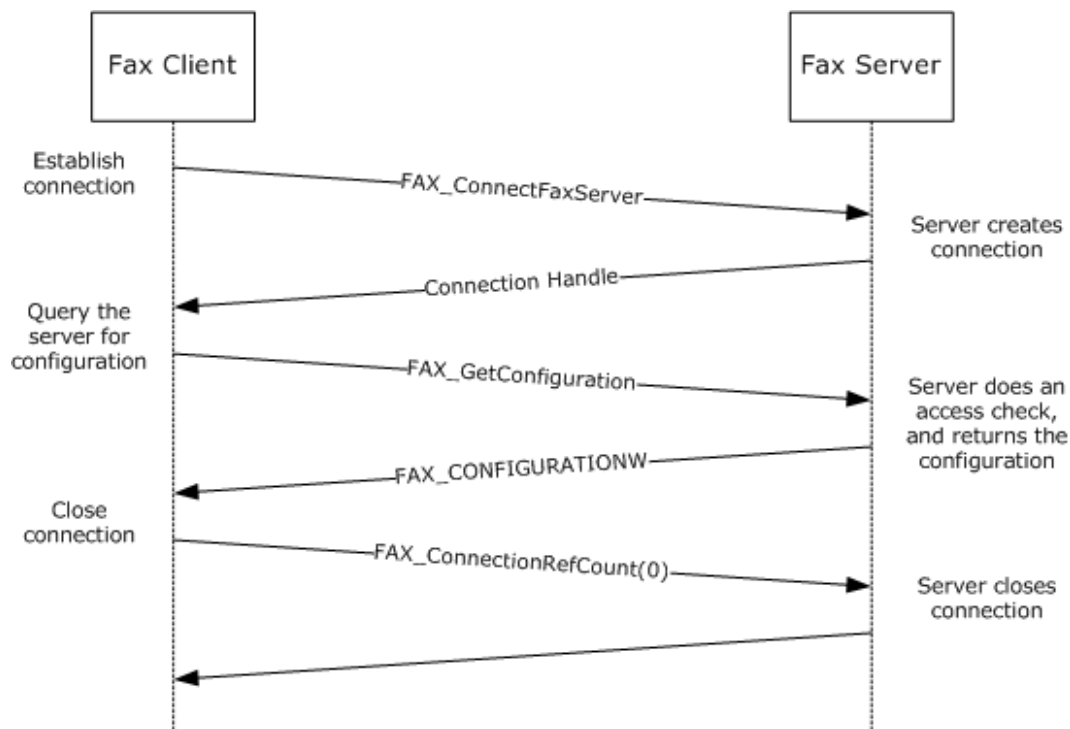 Fax Client
Fax Server
Establish
connection
FAX_ConnectFaxServer
Server creates
connection
Connection Handle
Query the
server for
configuration
FAX_GetConfiguration
Server does an
access check,
and returns the
configuration
FAX_CONFIGURATIONW
Close
connection
FAX_ConnectionRefCount(0)
Server closes
connection